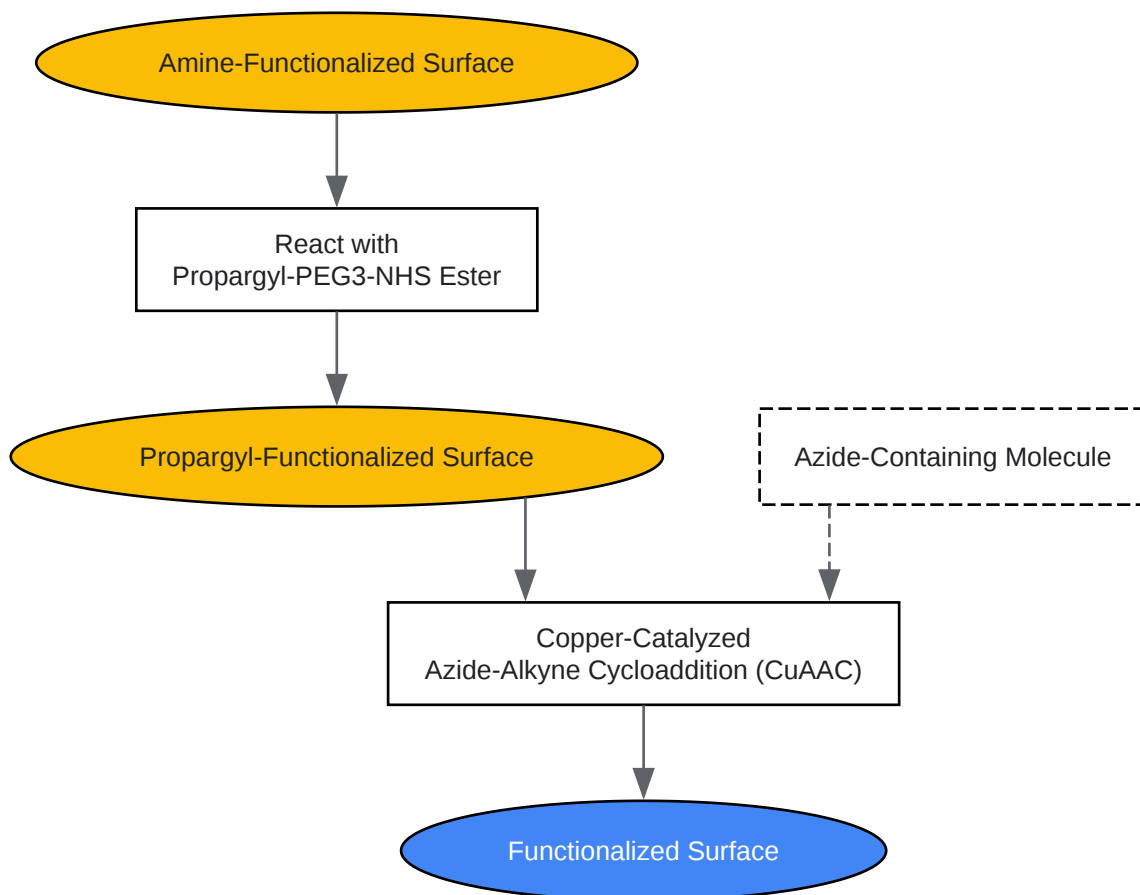 Amine-Functionalized Surface
React with
Propargyl-PEG3-NHS Ester
Propargyl-Functionalized Surface
Azide-Containing Molecule
Copper-Catalyzed
Azide-Alkyne Cycloaddition (CuAAC)
Functionalized Surface